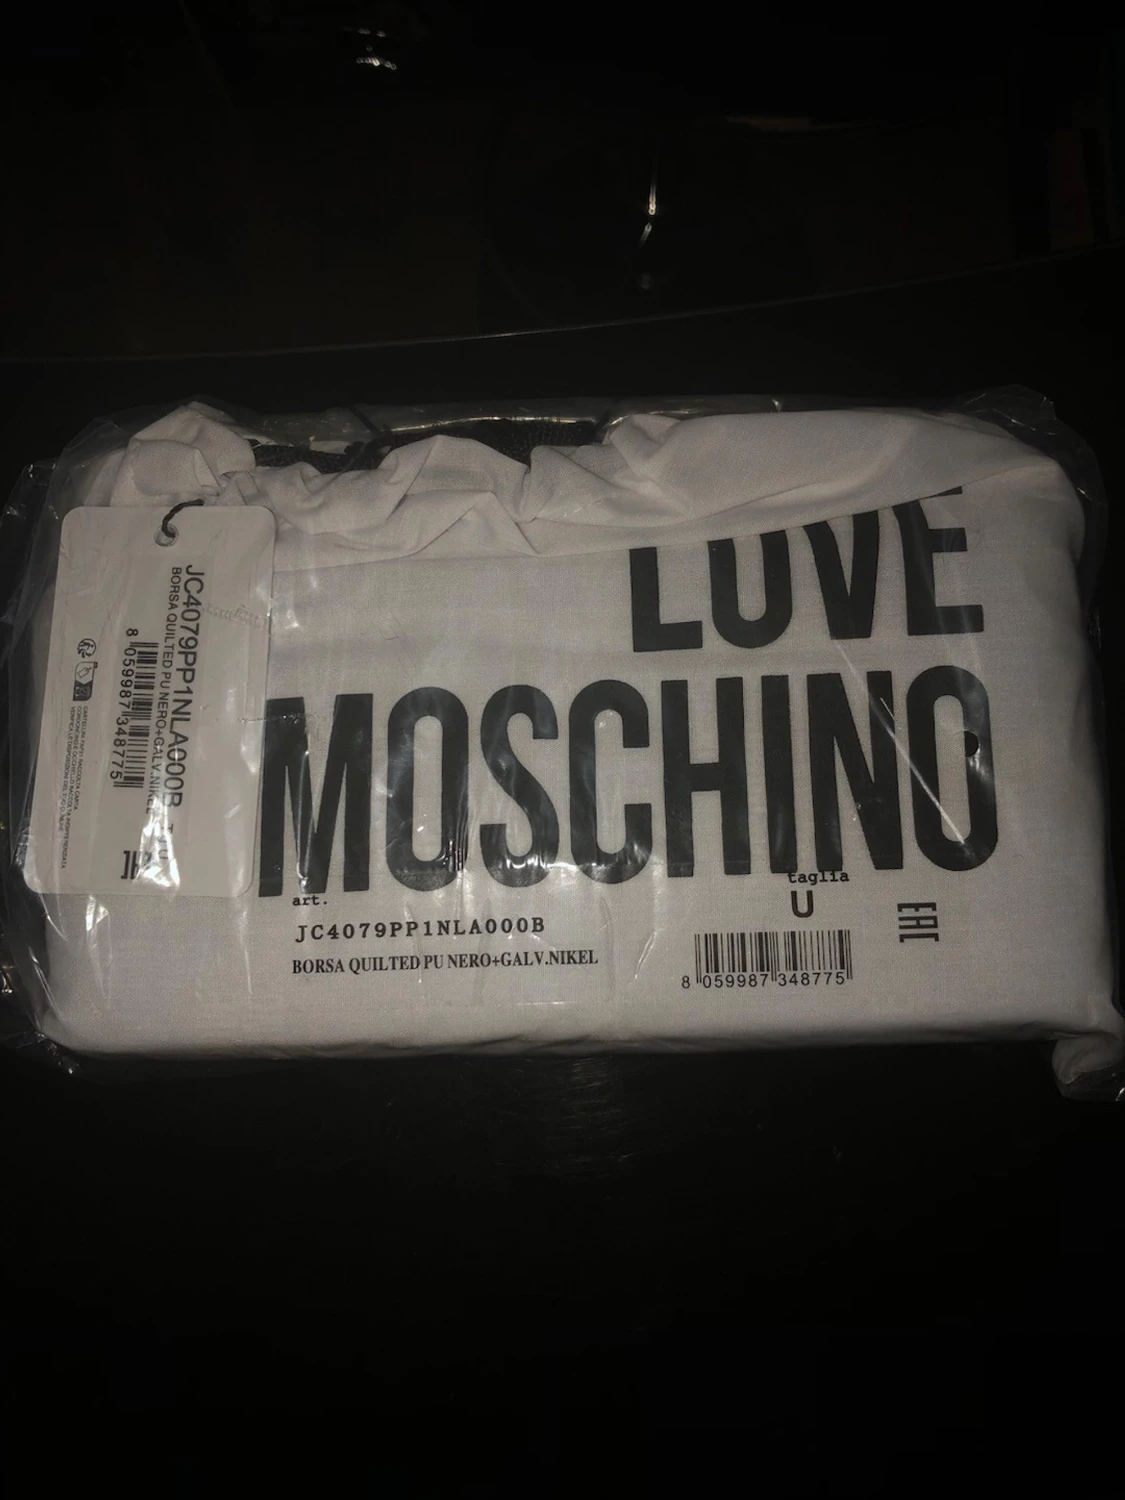 LOVE
MOSCHINO
art.
JC4079PP1NLA000B
BORSA QUILTED PU NERO+GALV.NIKEL
taglia
U
8 059987 348775
EAC
JC4079PP1NLA000B
BORSA QUILTED PU NERO+GALV.NIKEL
8 059987 348775